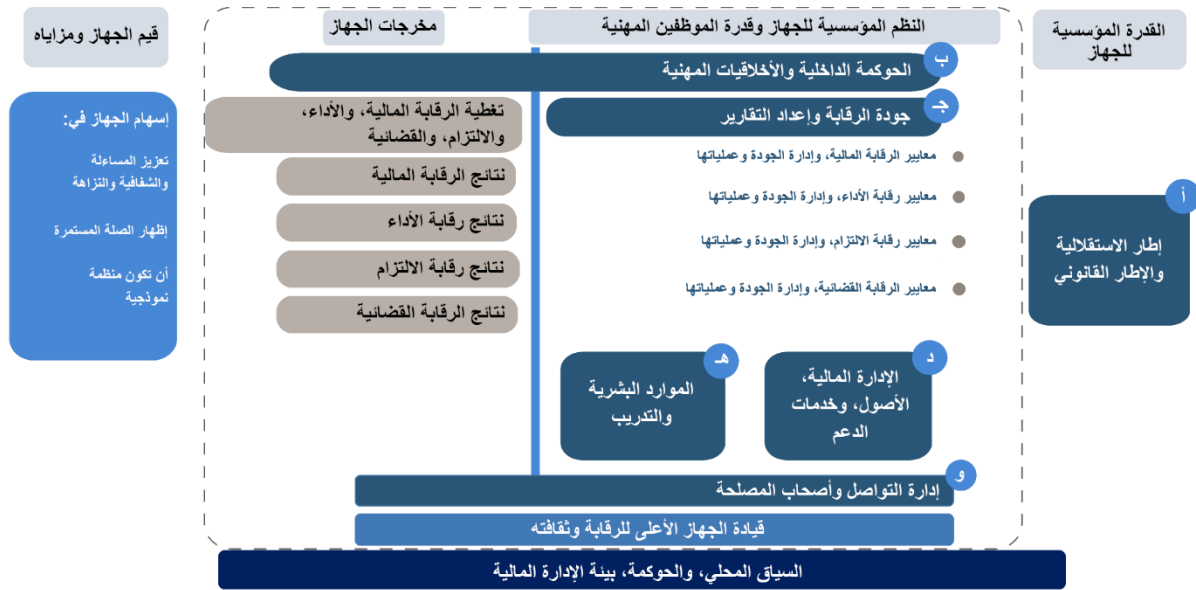 القدرة المؤسسية
للجهاز
النظم المؤسسية للجهاز وقدرة الموظفين المهنية
مخرجات الجهاز
قيم الجهاز ومزاياه
أ
إطار الاستقلالية
والإطار القانوني
ب
الحوكمة الداخلية والأخلاقيات المهنية
جـ
جودة الرقابة وإعداد التقارير
معايير الرقابة المالية، وإدارة الجودة وعملياتها
معايير رقابة الأداء، وإدارة الجودة وعملياتها
معايير رقابة الالتزام، وإدارة الجودة وعملياتها
معايير الرقابة القضائية، وإدارة الجودة وعملياتها
تغطية الرقابة المالية، والأداء،
والالتزام، والقضائية
نتائج الرقابة المالية
نتائج رقابة الأداء
نتائج رقابة الالتزام
نتائج الرقابة القضائية
د
الإدارة المالية،
الأصول، وخدمات
الدعم
هـ
الموارد البشرية
والتدريب
و
إدارة التواصل وأصحاب المصلحة
قيادة الجهاز الأعلى للرقابة وثقافته
السياق المحلي، والحوكمة، بيئة الإدارة المالية
إسهام الجهاز في:
تعزيز المساءلة
والشفافية والنزاهة
إظهار الصلة المستمرة
أن تكون منظمة
نموذجية